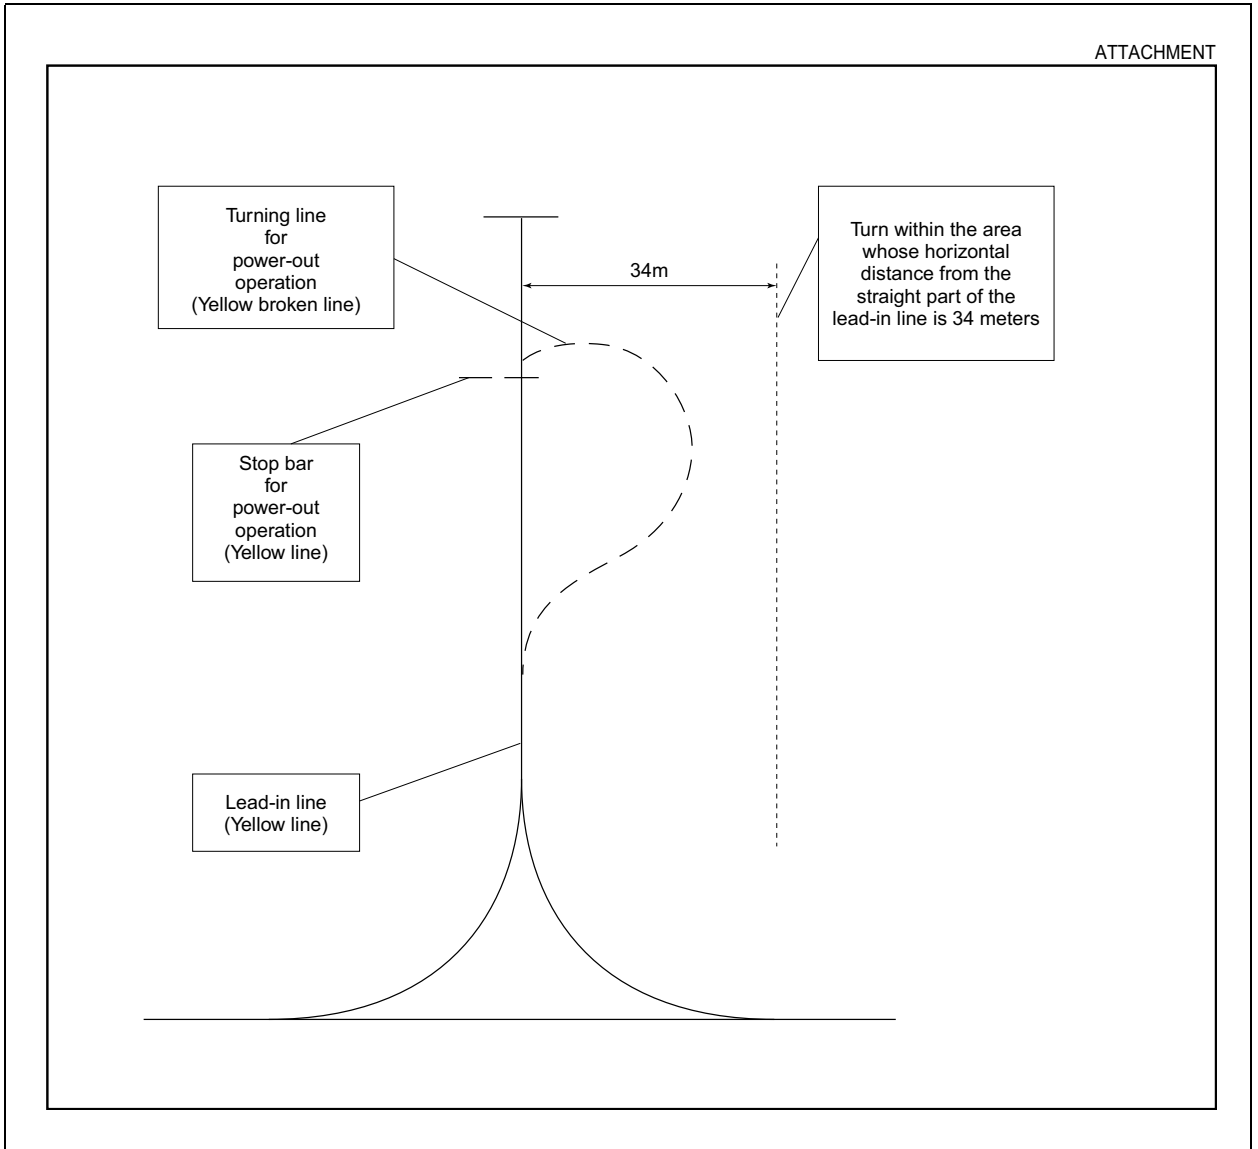 ATTACHMENT
Turning line
for
power-out
operation
(Yellow broken line)
34m
Turn within the area
whose horizontal
distance from the
straight part of the
lead-in line is 34 meters
Stop bar
for
power-out
operation
(Yellow line)
Lead-in line
(Yellow line)